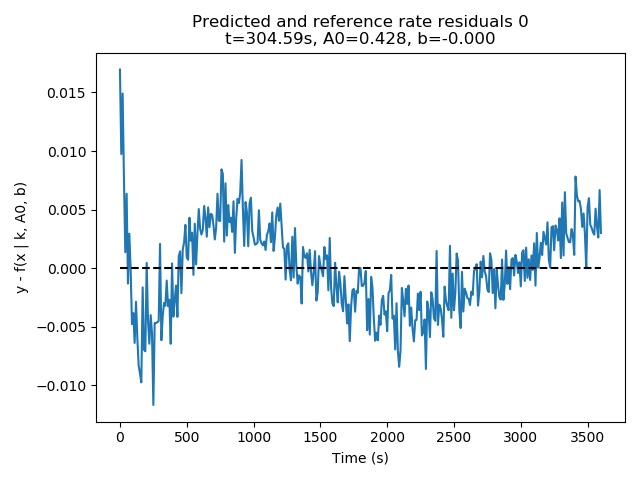 Predicted and reference rate residuals 0
t=304.59s, A0=0.428, b=-0.000
0.015
0.010
0.005
0.000
−0.005
−0.010
y - f(x | k, A0, b)
0 500 1000 1500 2000 2500 3000 3500
Time (s)